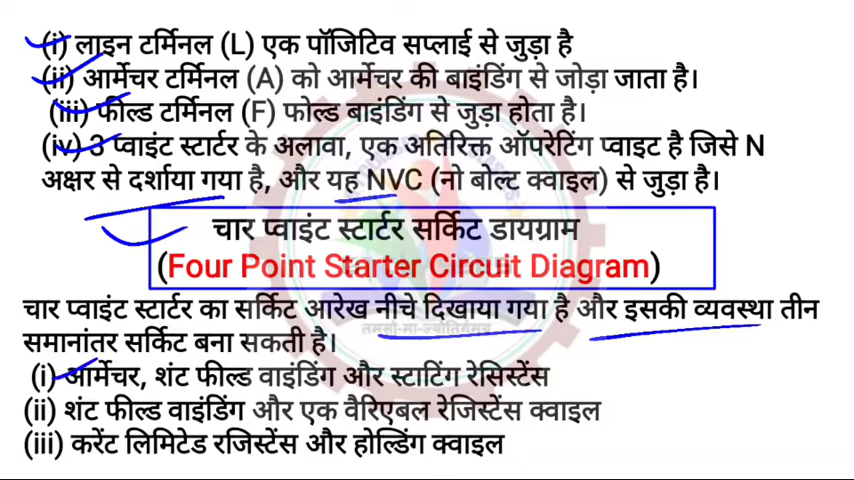 (i) लाइन टर्मिनल (L) एक पॉजिटिव सप्लाई से जुड़ा है
(ii) आर्मेचर टर्मिनल (A) को आर्मेचर की बाइंडिंग से जोड़ा जाता है।
(iii) फील्ड टर्मिनल (F) फोल्ड बाइंडिंग से जुड़ा होता है।
(iv) 3 प्वाइंट स्टार्टर के अलावा, एक अतिरिक्त ऑपरेटिंग प्वाइट है जिसे N
अक्षर से दर्शाया गया है, और यह NVC (नो बोल्ट क्वाइल) से जुड़ा है।
चार प्वाइंट स्टार्टर सर्किट डायग्राम
(Four Point Starter Circuit Diagram)
चार प्वाइंट स्टार्टर का सर्किट आरेख नीचे दिखाया गया है और इसकी व्यवस्था तीन
तमसो-मा-ज्योतिर्गमय
समानांतर सर्किट बना सकती है।
(i) आर्मेचर, शंट फील्ड वाइंडिंग और स्टाटिंग रेसिस्टेंस
(ii) शंट फील्ड वाइंडिंग और एक वैरिएबल रेजिस्टेंस क्वाइल
(iii) करेंट लिमिटेड रजिस्टेंस और होल्डिंग क्वाइल